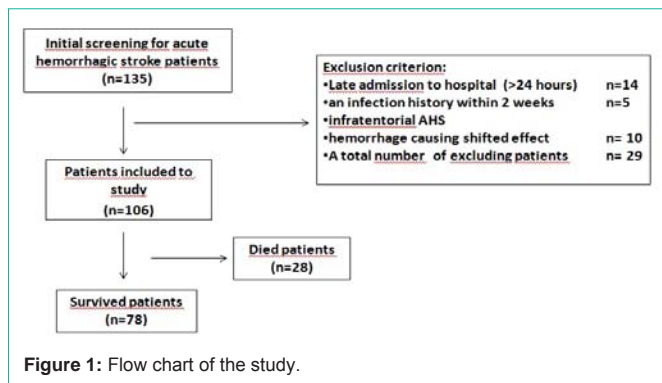 Initial screening for acute
hemorrhagic stroke patients
(n=135)
Exclusion criterion:
•Late admission to hospital (>24 hours) n=14
•an infection history within 2 weeks n=5
•infratentorial AHS
•hemorrhage causing shifted effect n= 10
•A total number of excluding patients n= 29
Patients included to
study
(n=106)
Died patients
(n=28)
Survived patients
(n=78)
Figure 1: Flow chart of the study.